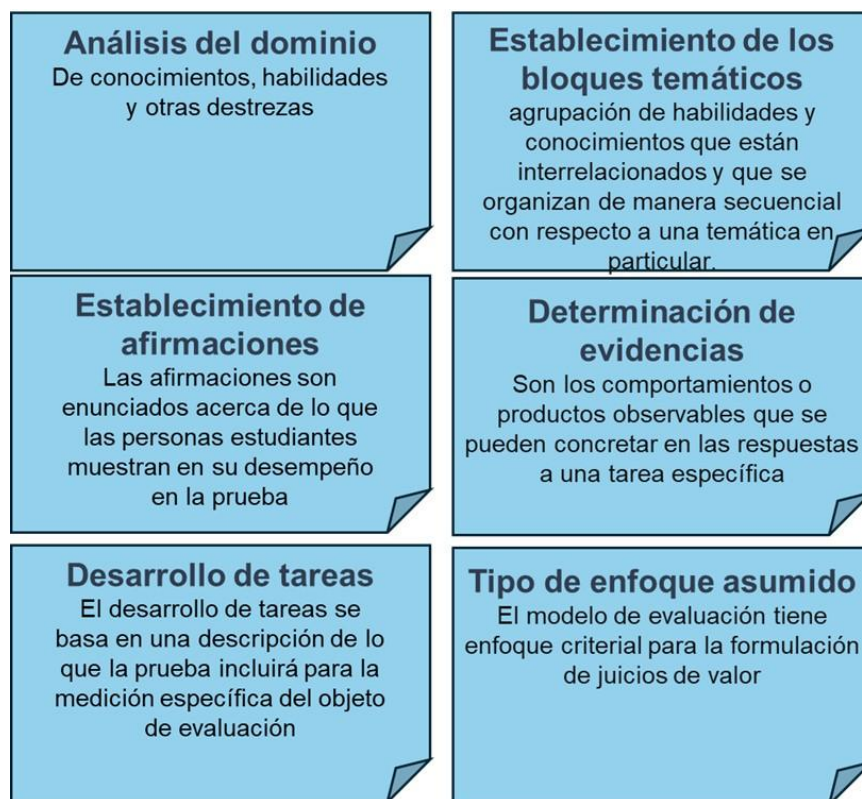 Análisis del dominio
De conocimientos, habilidades
y otras destrezas
Establecimiento de los
bloques temáticos
agrupación de habilidades y
conocimientos que están
interrelacionados y que se
organizan de manera secuencial
con respecto a una temática en
particular.
Establecimiento de
afirmaciones
Las afirmaciones son
enunciados acerca de lo que
las personas estudiantes
muestran en su desempeño
en la prueba
Determinación de
evidencias
Son los comportamientos o
productos observables que se
pueden concretar en las respuestas
a una tarea específica
Desarrollo de tareas
El desarrollo de tareas se
basa en una descripción de lo
que la prueba incluirá para la
medición específica del objeto
de evaluación
Tipo de enfoque asumido
El modelo de evaluación tiene
enfoque criterial para la formulación
de juicios de valor